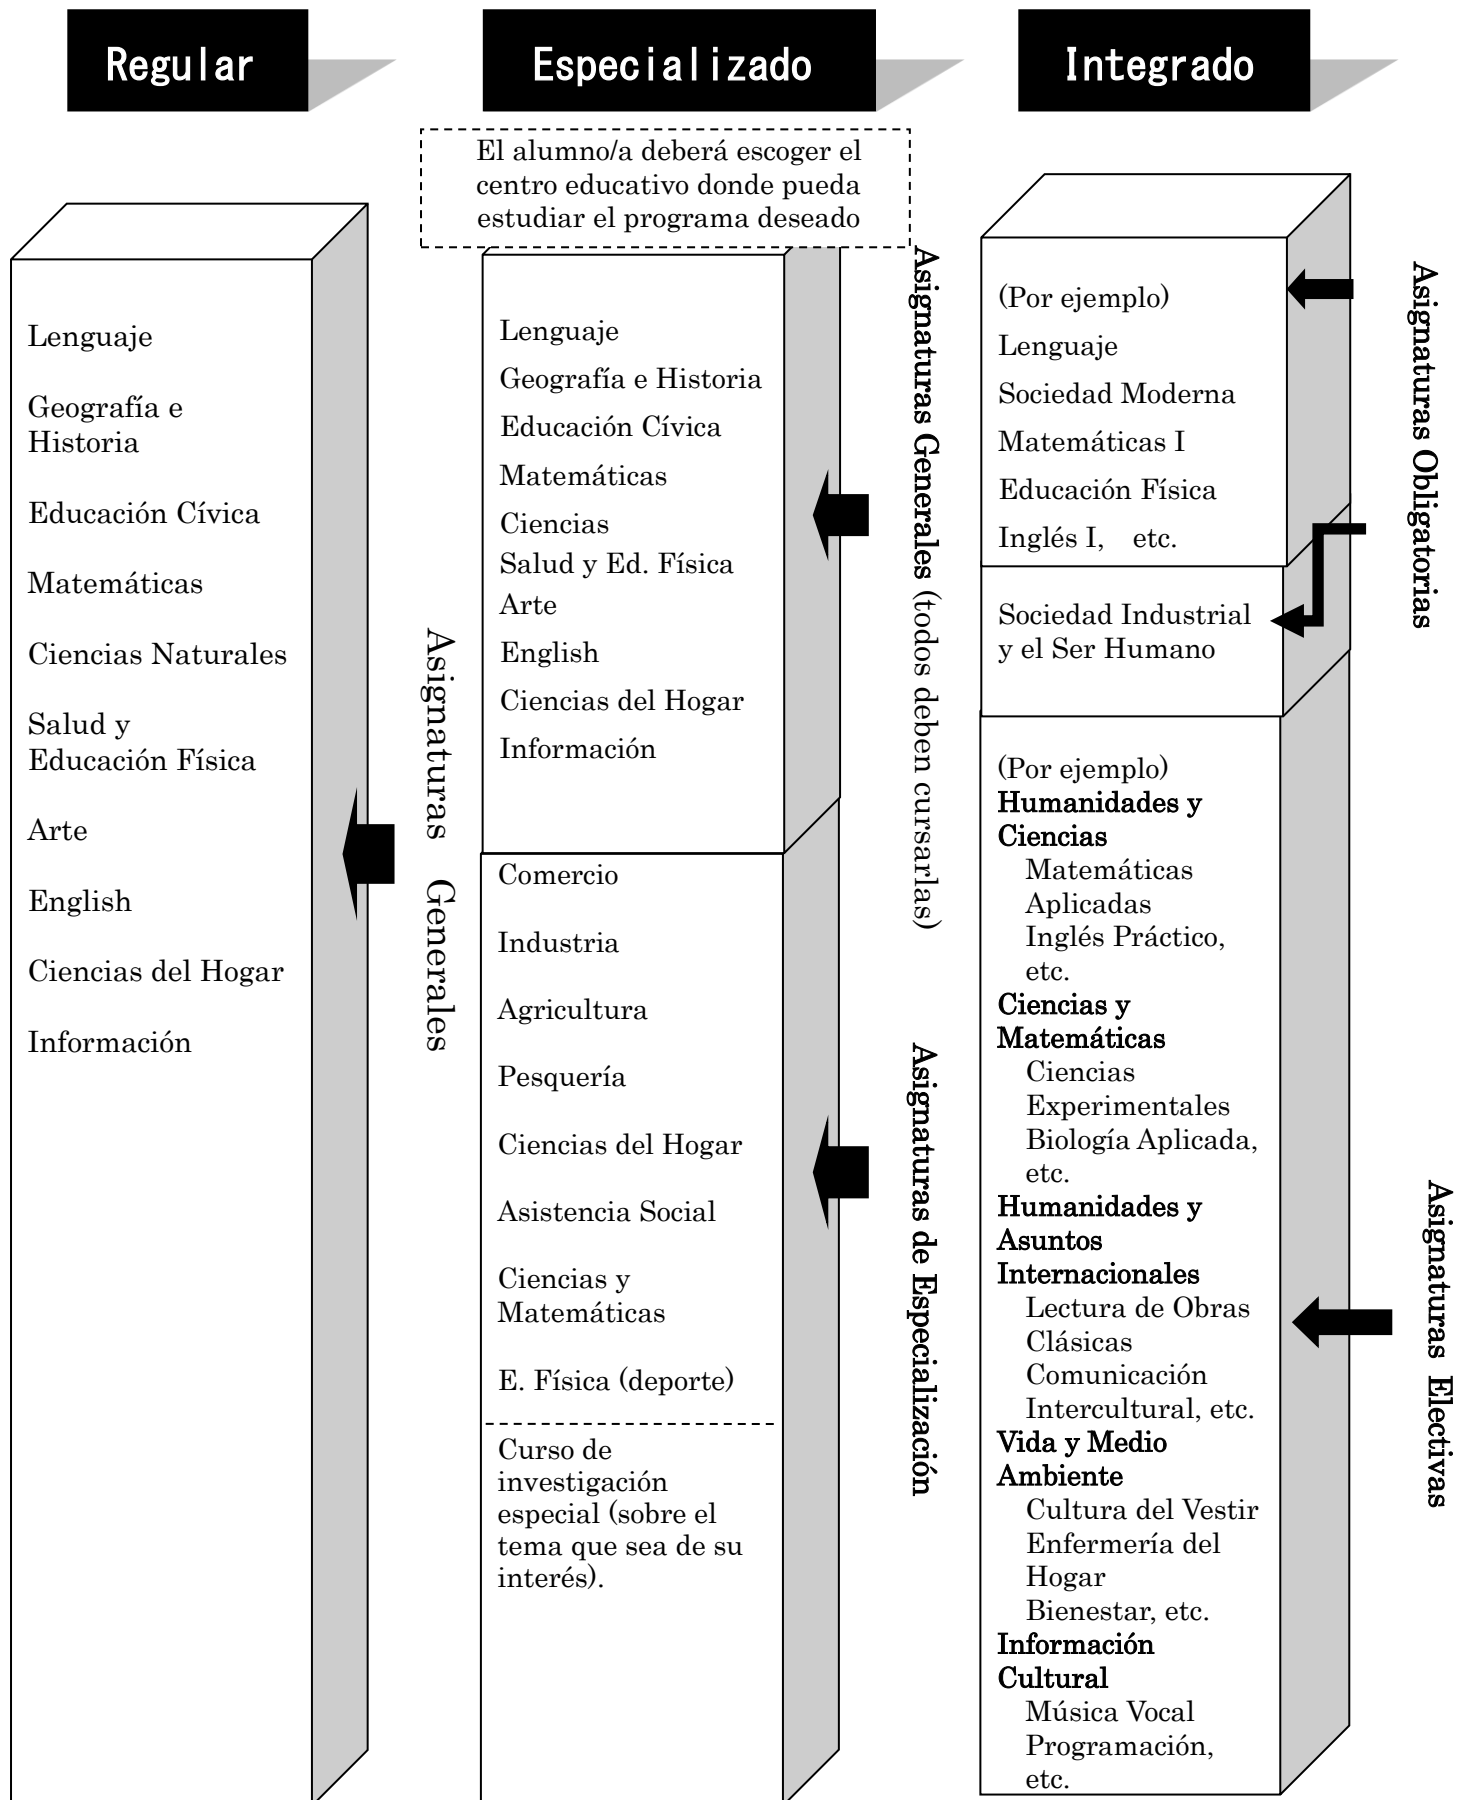 Regular
Lenguaje
Geografía e
Historia
Educación Cívica
Matemáticas
Ciencias Naturales
Salud y
Educación Física
Arte
English
Ciencias del Hogar
Información
Asignaturas Generales
Especializado
El alumno/a deberá escoger el
centro educativo donde pueda
estudiar el programa deseado
Lenguaje
Geografía e Historia
Educación Cívica
Matemáticas
Ciencias
Salud y Ed. Física
Arte
English
Ciencias del Hogar
Información
Asignaturas Generales (todos deben cursarlas)
Comercio
Industria
Agricultura
Pesquería
Ciencias del Hogar
Asistencia Social
Ciencias y
Matemáticas
E. Física (deporte)
Curso de
investigación
especial (sobre el
tema que sea de su
interés).
Asignaturas de Especialización
Integrado
(Por ejemplo)
Lenguaje
Sociedad Moderna
Matemáticas I
Educación Física
Inglés I, etc.
Sociedad Industrial
y el Ser Humano
Asignaturas Obligatorias
(Por ejemplo)
Humanidades y
Ciencias
Matemáticas
Aplicadas
Inglés Práctico,
etc.
Ciencias y
Matemáticas
Ciencias
Experimentales
Biología Aplicada,
etc.
Humanidades y
Asuntos
Internacionales
Lectura de Obras
Clásicas
Comunicación
Intercultural, etc.
Vida y Medio
Ambiente
Cultura del Vestir
Enfermería del
Hogar
Bienestar, etc.
Información
Cultural
Música Vocal
Programación,
etc.
Asignaturas Electivas